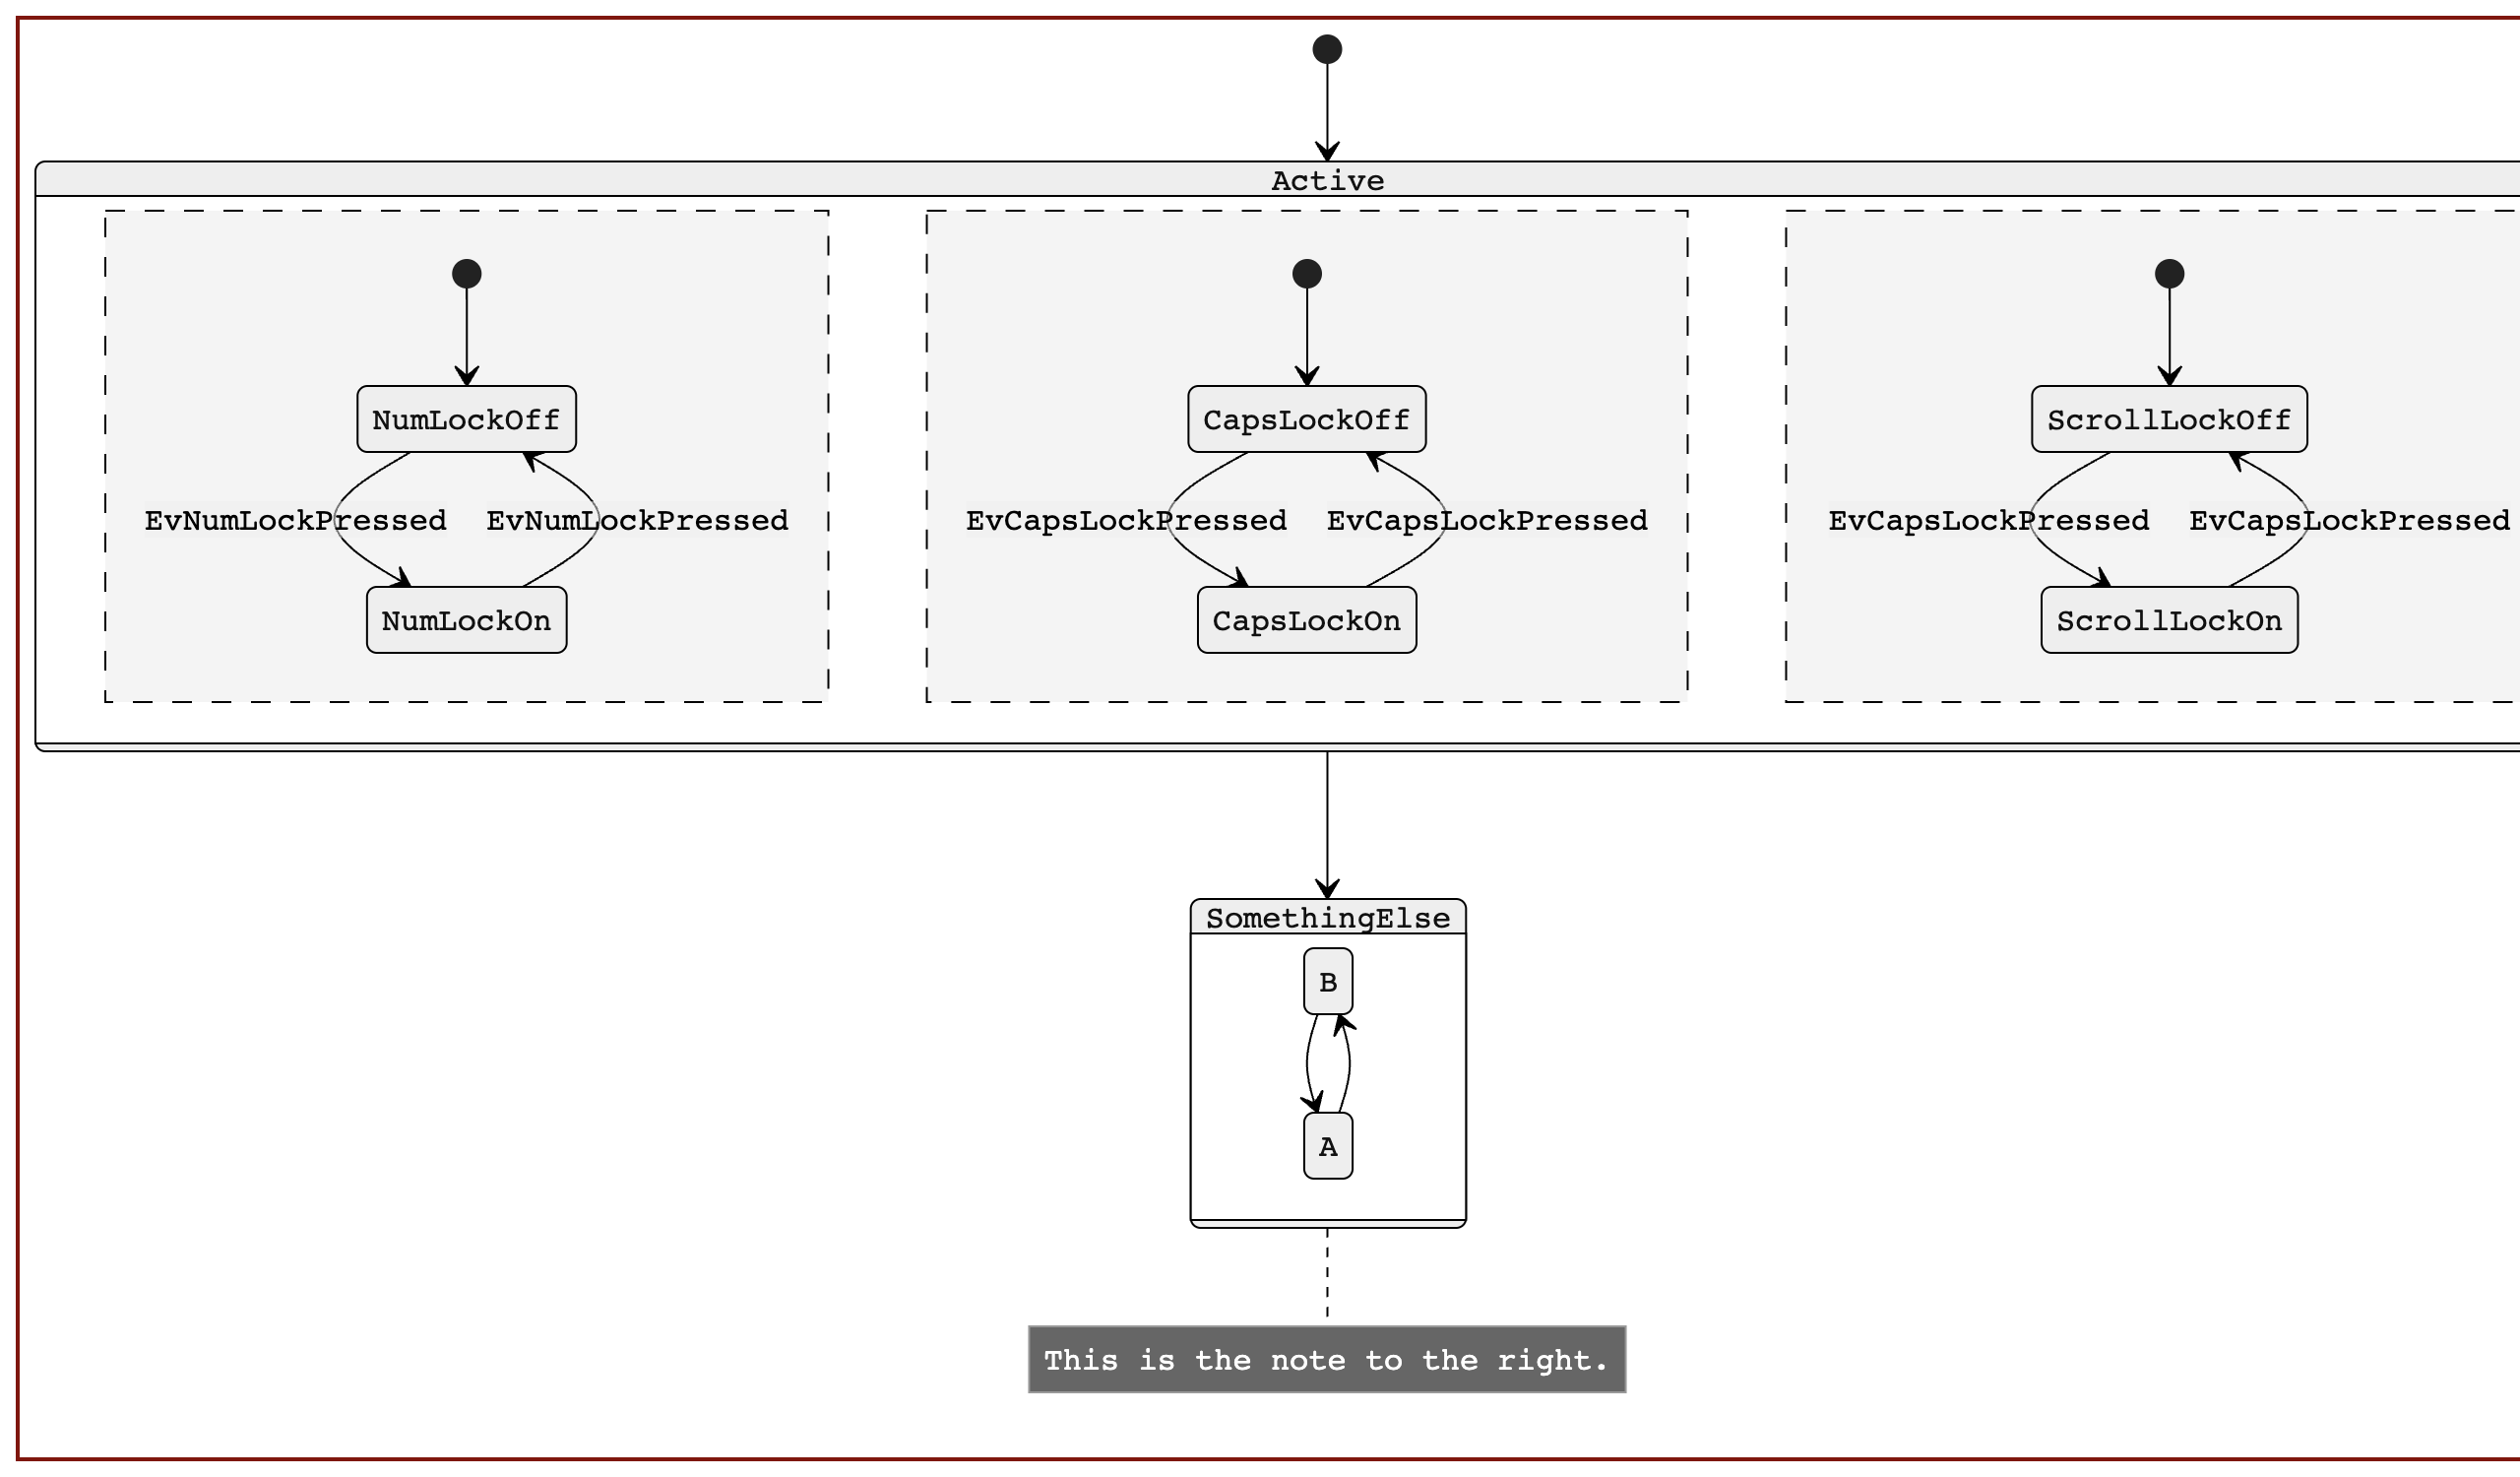 Active
NumLockOff
CapsLockOff
ScrollLockOff
EvNumLockPressed
EvNumLockPressed
EvCapsLockPressed
EvCapsLockPressed
EvCapsLockPressed
EvCapsLockPressed
NumLockOn
CapsLockOn
ScrollLockOn
SomethingElse
B
A
This is the note to the right.